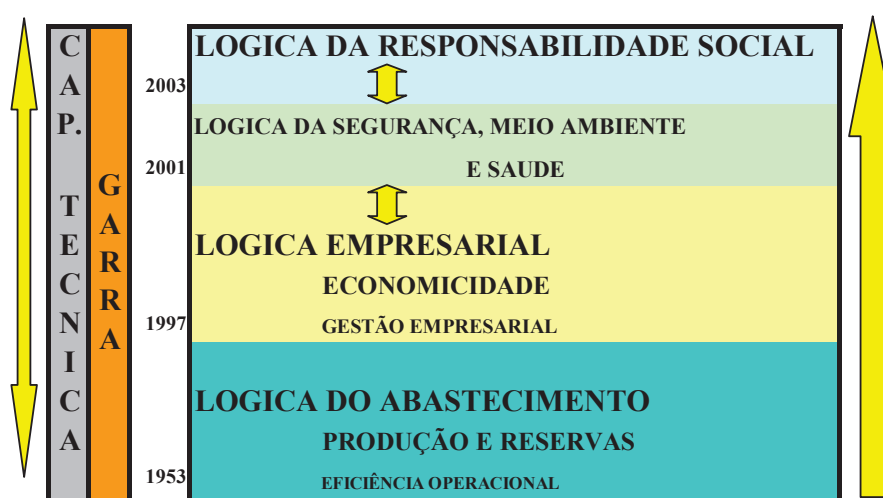 CAP. TECNICA
GARRA
LOGICA DA RESPONSABILIDADE SOCIAL
2003
LOGICA DA SEGURANÇA, MEIO AMBIENTE
2001
E SAUDE
LOGICA EMPRESARIAL
ECONOMICIDADE
1997
GESTÃO EMPRESARIAL
LOGICA DO ABASTECIMENTO
PRODUÇÃO E RESERVAS
1953
EFICIÊNCIA OPERACIONAL